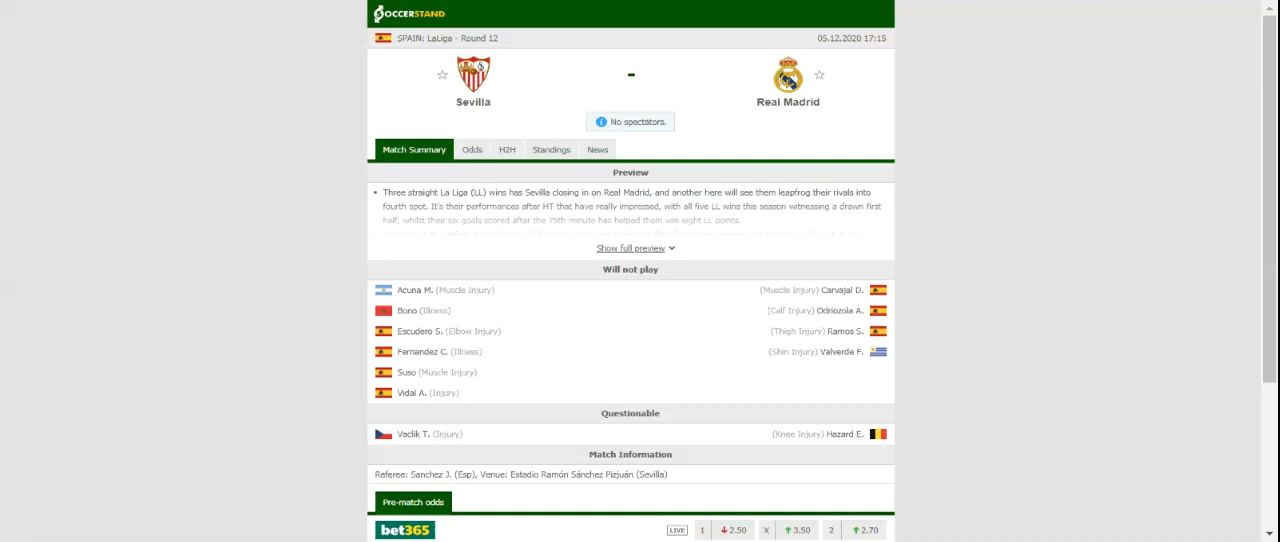 SOCCERSTAND
SPAIN: LaLiga - Round 12 05.12.2020 17:15
-
Sevilla Real Madrid
No spectators.
Match Summary Odds H2H Standings News
Preview
Three straight La Liga (LL) wins has Sevilla closing in on Real Madrid, and another here will see them leapfrog their rivals into
fourth spot. It's their performances after HT that have really impressed, with all five LL wins this season witnessing a drawn first
half, whilst their six goals scored after the 75th minute has helped them win eight LL points.
Show full preview
Will not play
Acuna M. (Muscle Injury) (Muscle Injury) Carvajal D.
Bono (Illness) (Calf Injury) Odriozola A.
Escudero S. (Elbow Injury) (Thigh Injury) Ramos S.
Fernandez C. (Illness) (Shin Injury) Valverde F.
Suso (Muscle Injury)
Vidal A. (Injury)
Questionable
Vaclik T. (Injury) (Knee Injury) Hazard E.
Match Information
Referee: Sanchez J. (Esp), Venue: Estadio Ramón Sánchez Pizjuán (Sevilla)
Pre-match odds
bet365 LIVE 1 2.50 X 3.50 2 2.70